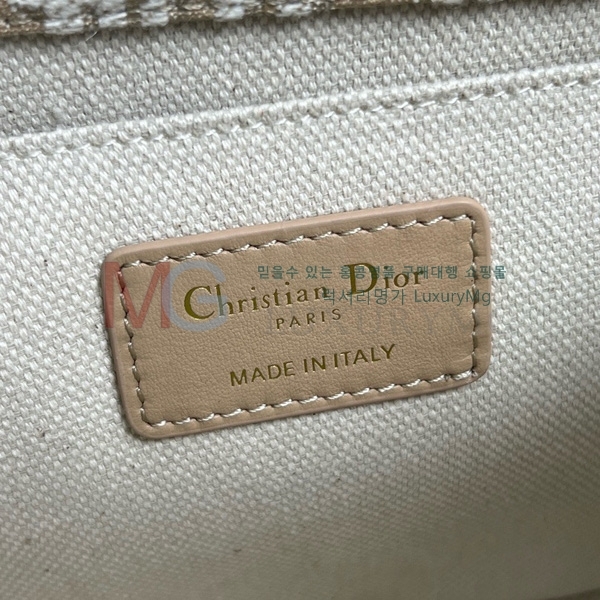 믿을수 있는 홍콩명품 구매대행 쇼핑몰
럭셔리명가 LuxuryMg
Christian Dior
PARIS
MADE IN ITALY